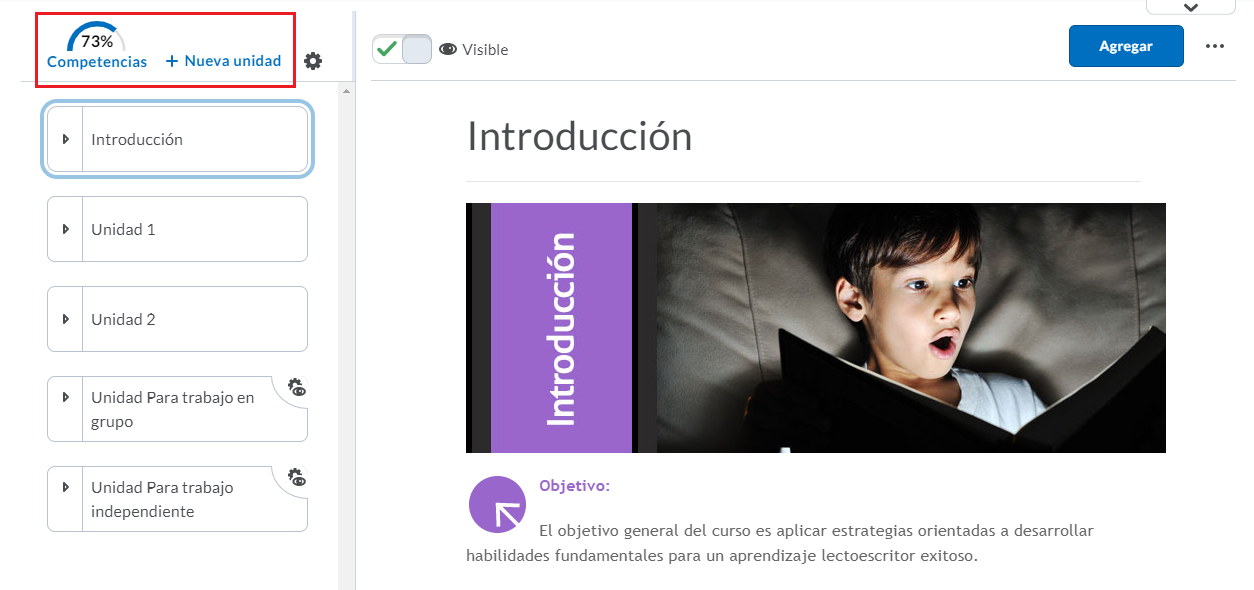 73%
Competencias
+ Nueva unidad
Introducción
Unidad 1
Unidad 2
Unidad Para trabajo en
grupo
Unidad Para trabajo
independiente
Visible
Agregar
Introducción
Introducción
Objetivo:
El objetivo general del curso es aplicar estrategias orientadas a desarrollar
habilidades fundamentales para un aprendizaje lectoescritor exitoso.